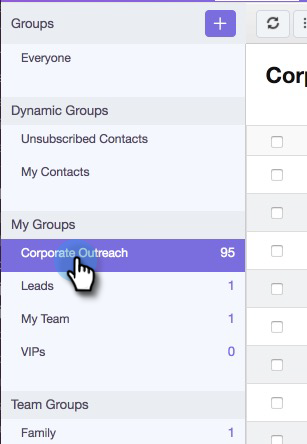 Groups
+
Everyone
Corp
Dynamic Groups
Unsubscribed Contacts
My Contacts
My Groups
Corporate Outreach 95
Leads 1
My Team 1
VIPs 0
Team Groups
Family 1